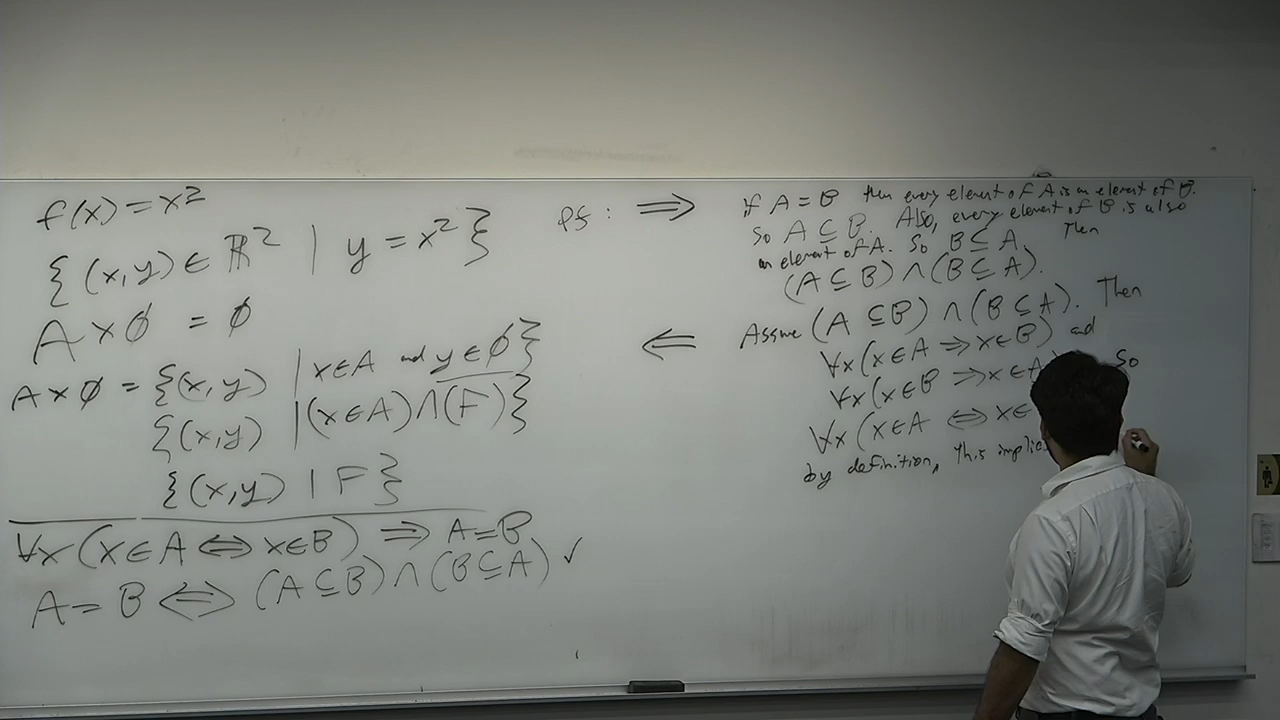 f(x) = x²
{(x,y) ∈ ℝ² | y = x²}
A × ∅ = ∅
A × ∅ = {(x,y) | x ∈ A and y ∈ ∅}
{(x,y) | (x ∈ A) ∧ (F)}
{(x,y) | F}
∀x (x ∈ A ⇔ x ∈ B) ⇒ A = B
A = B ⇔ (A ⊆ B) ∧ (B ⊆ A) ✓
Pf: ⇒ If A = B then every element of A is an element of B.
So A ⊆ B. Also, every element of B is also
an element of A. So B ⊆ A. Then
(A ⊆ B) ∧ (B ⊆ A).
⇐ Assume (A ⊆ B) ∧ (B ⊆ A). Then
∀x (x ∈ A ⇒ x ∈ B) and
∀x (x ∈ B ⇒ x ∈ A). So
∀x (x ∈ A ⇔ x ∈
by definition, this